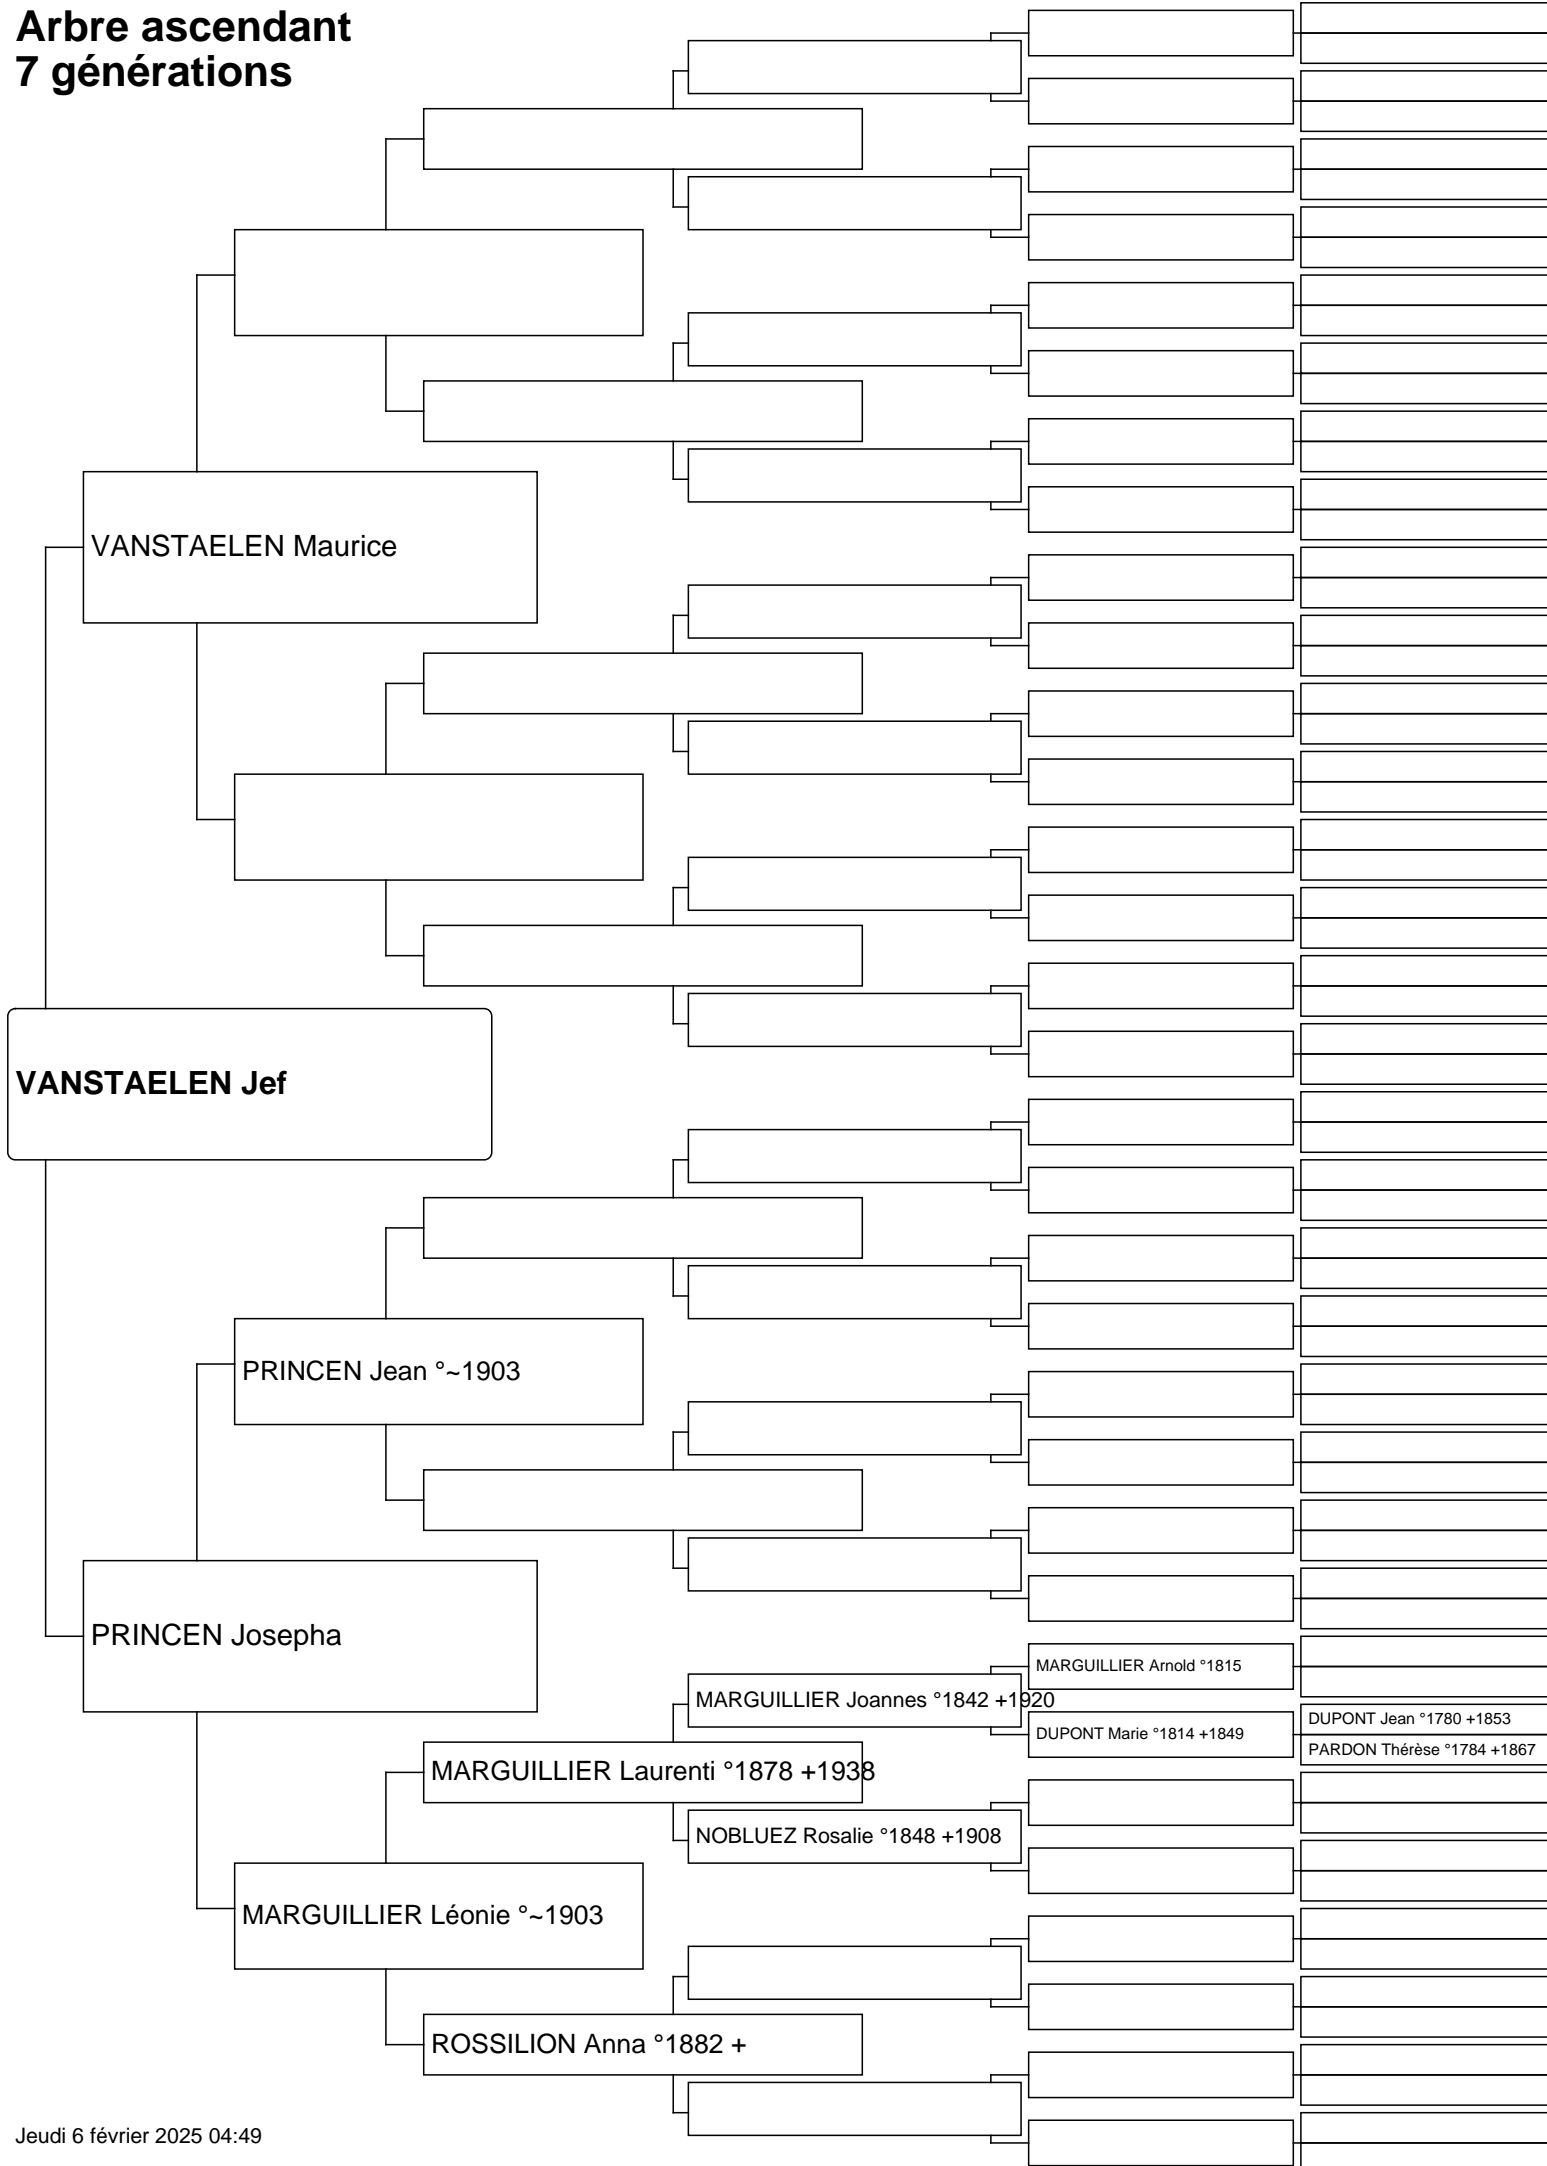 Arbre ascendant
7 générations
VANSTAELEN Maurice
VANSTAELEN Jef
PRINCEN Jean °~1903
PRINCEN Josepha
MARGUILLIER Arnold °1815
MARGUILLIER Joannes °1842 +1920
DUPONT Jean °1780 +1853
DUPONT Marie °1814 +1849
PARDON Thérèse °1784 +1867
MARGUILLIER Laurenti °1878 +1938
NOBLUEZ Rosalie °1848 +1908
MARGUILLIER Léonie °~1903
ROSSILION Anna °1882 +
Jeudi 6 février 2025 04:49